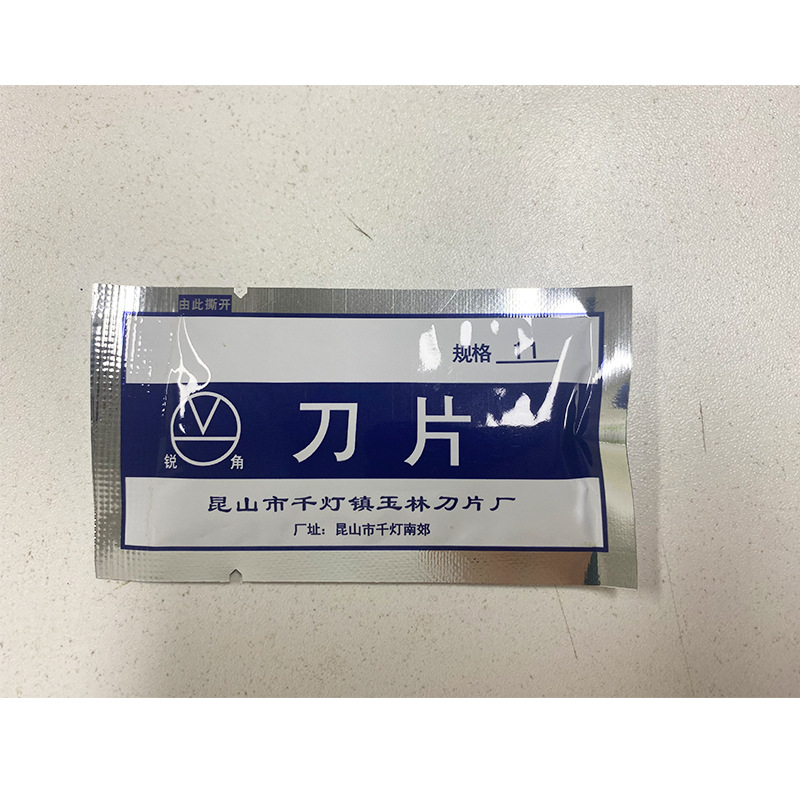 由此撕开
规格 11
刀片
锐角
昆山市千灯镇玉林刀片厂
厂址：昆山市千灯南郊